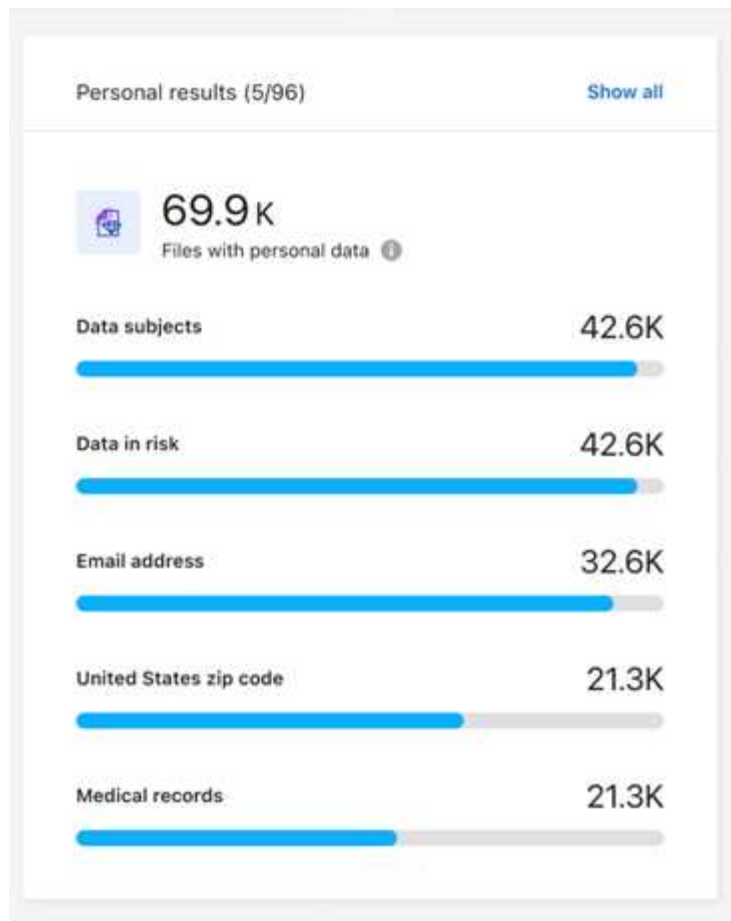 Personal results (5/96)
Show all
69.9 K
Files with personal data
Data subjects
42.6K
Data in risk
42.6K
Email address
32.6K
United States zip code
21.3K
Medical records
21.3K